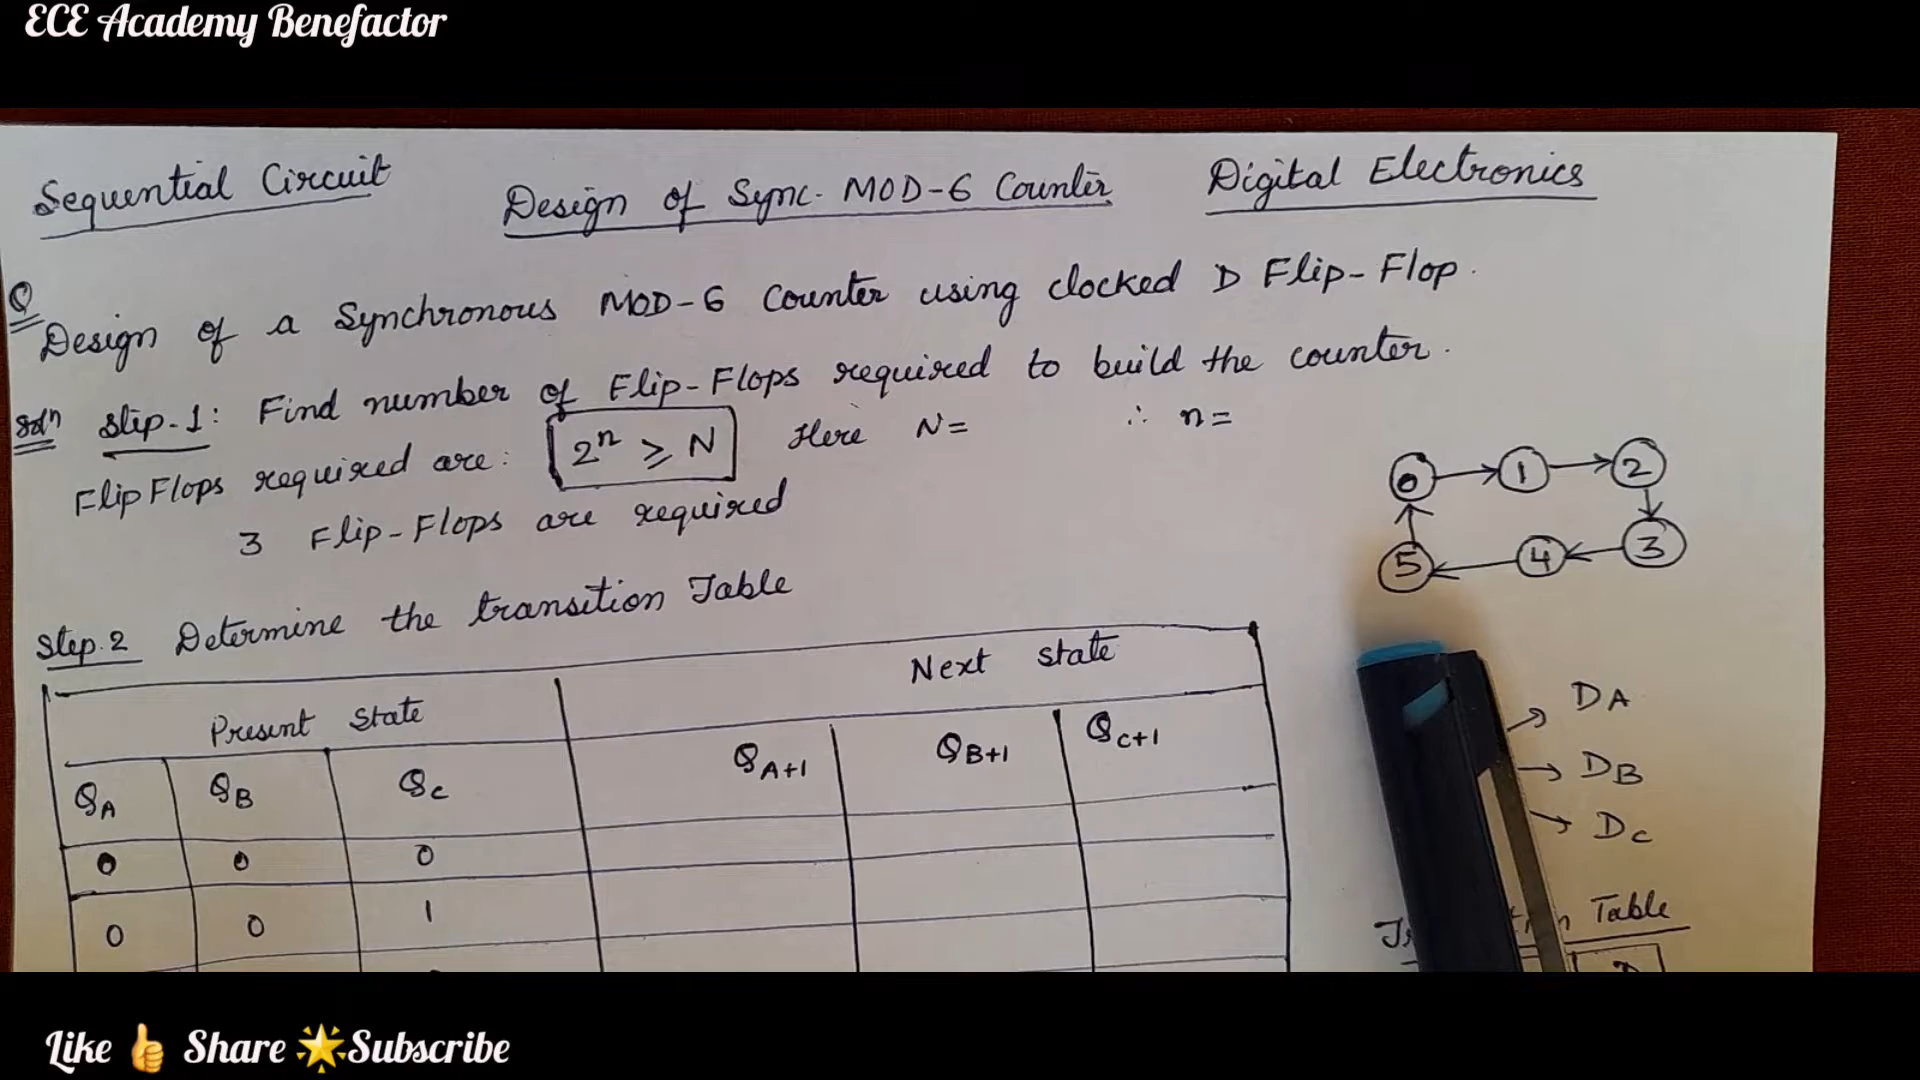 ECE Academy Benefactor
Sequential Circuit
Design of Sync. MOD-6 Counter
Digital Electronics
Q
Design of a Synchronous MOD-6 Counter using clocked D Flip-Flop.
Soln Step-1: Find number of Flip-Flops required to build the counter.
Flip Flops required are: 2^n ≥ N Here N= ∴ n=
3 Flip-Flops are required
0 1 2
5 4 3
Step.2 Determine the transition Table
Present State Next State
QA QB QC QA+1 QB+1 QC+1
0 0 0
0 0 1
DA
DB
DC
Table
Like 👍 Share 🌟Subscribe